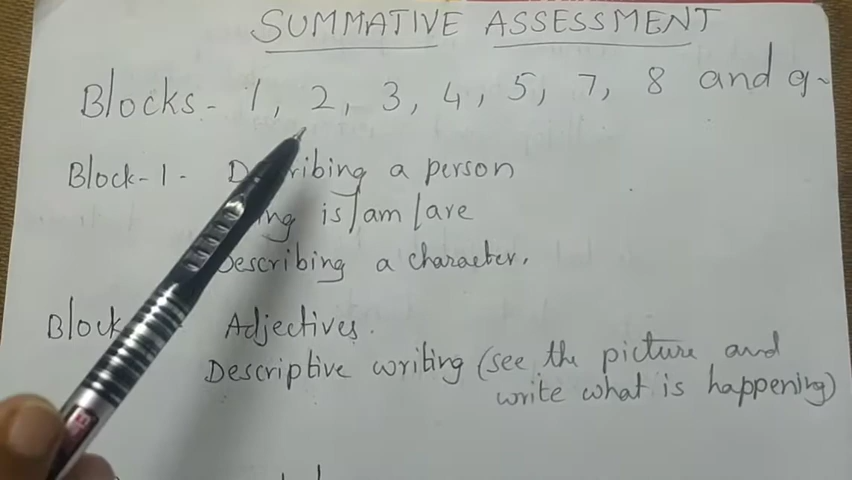 SUMMATIVE ASSESSMENT
Blocks - 1, 2, 3, 4, 5, 7, 8 and 9
Block-1 - Describing a person
is/am/are
Describing a character.
Block Adjectives.
Descriptive writing (see the picture and
write what is happening)